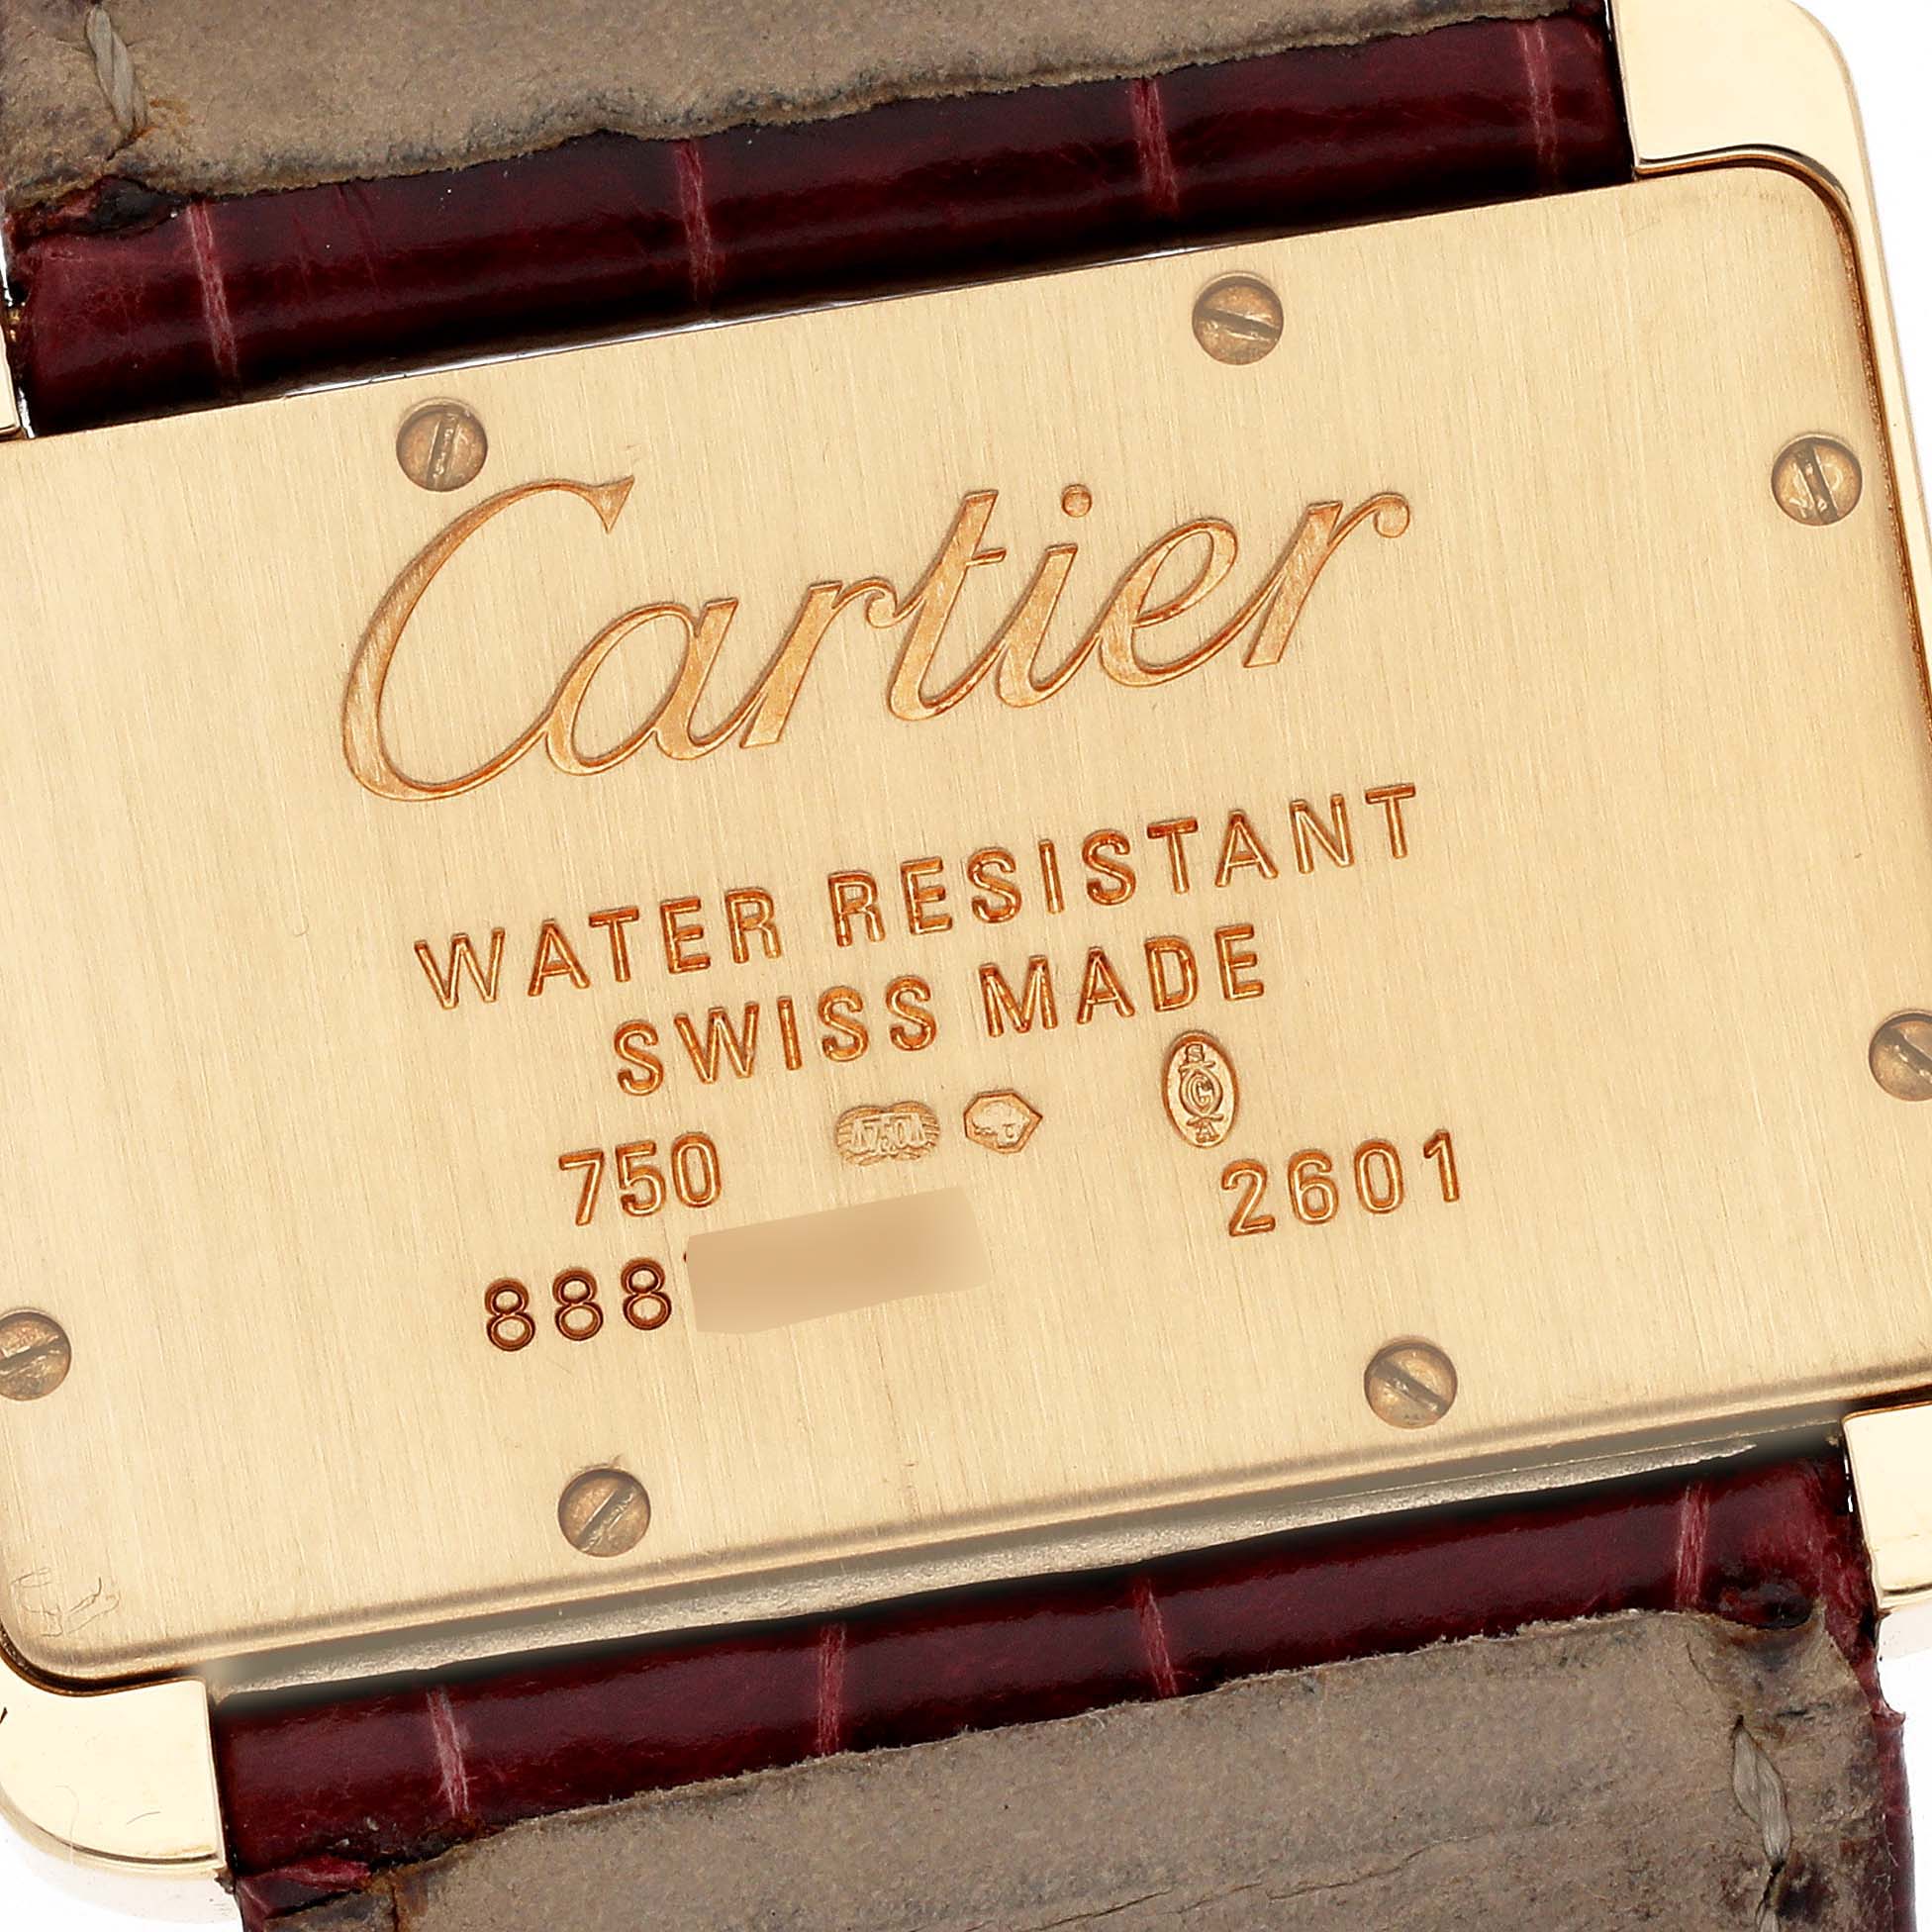 Cartier
WATER RESISTANT
SWISS MADE
750
2601
888